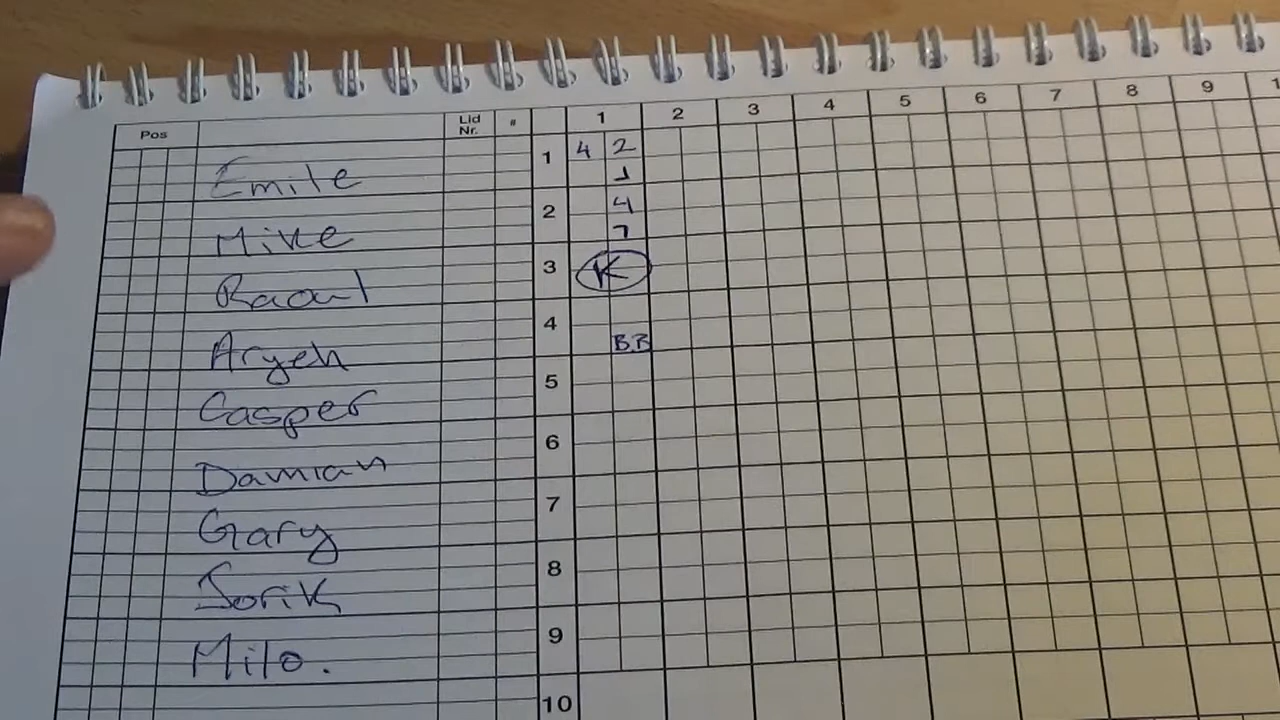 Pos Lid Nr. # 1 2 3 4 5 6 7 8 9 1
Emile 1 4 2
1
Mike 2 4
7
Raoul 3 K
Aryeh 4 B.B
Casper 5
Damian 6
Gary 7
Jorik 8
Milo. 9
10